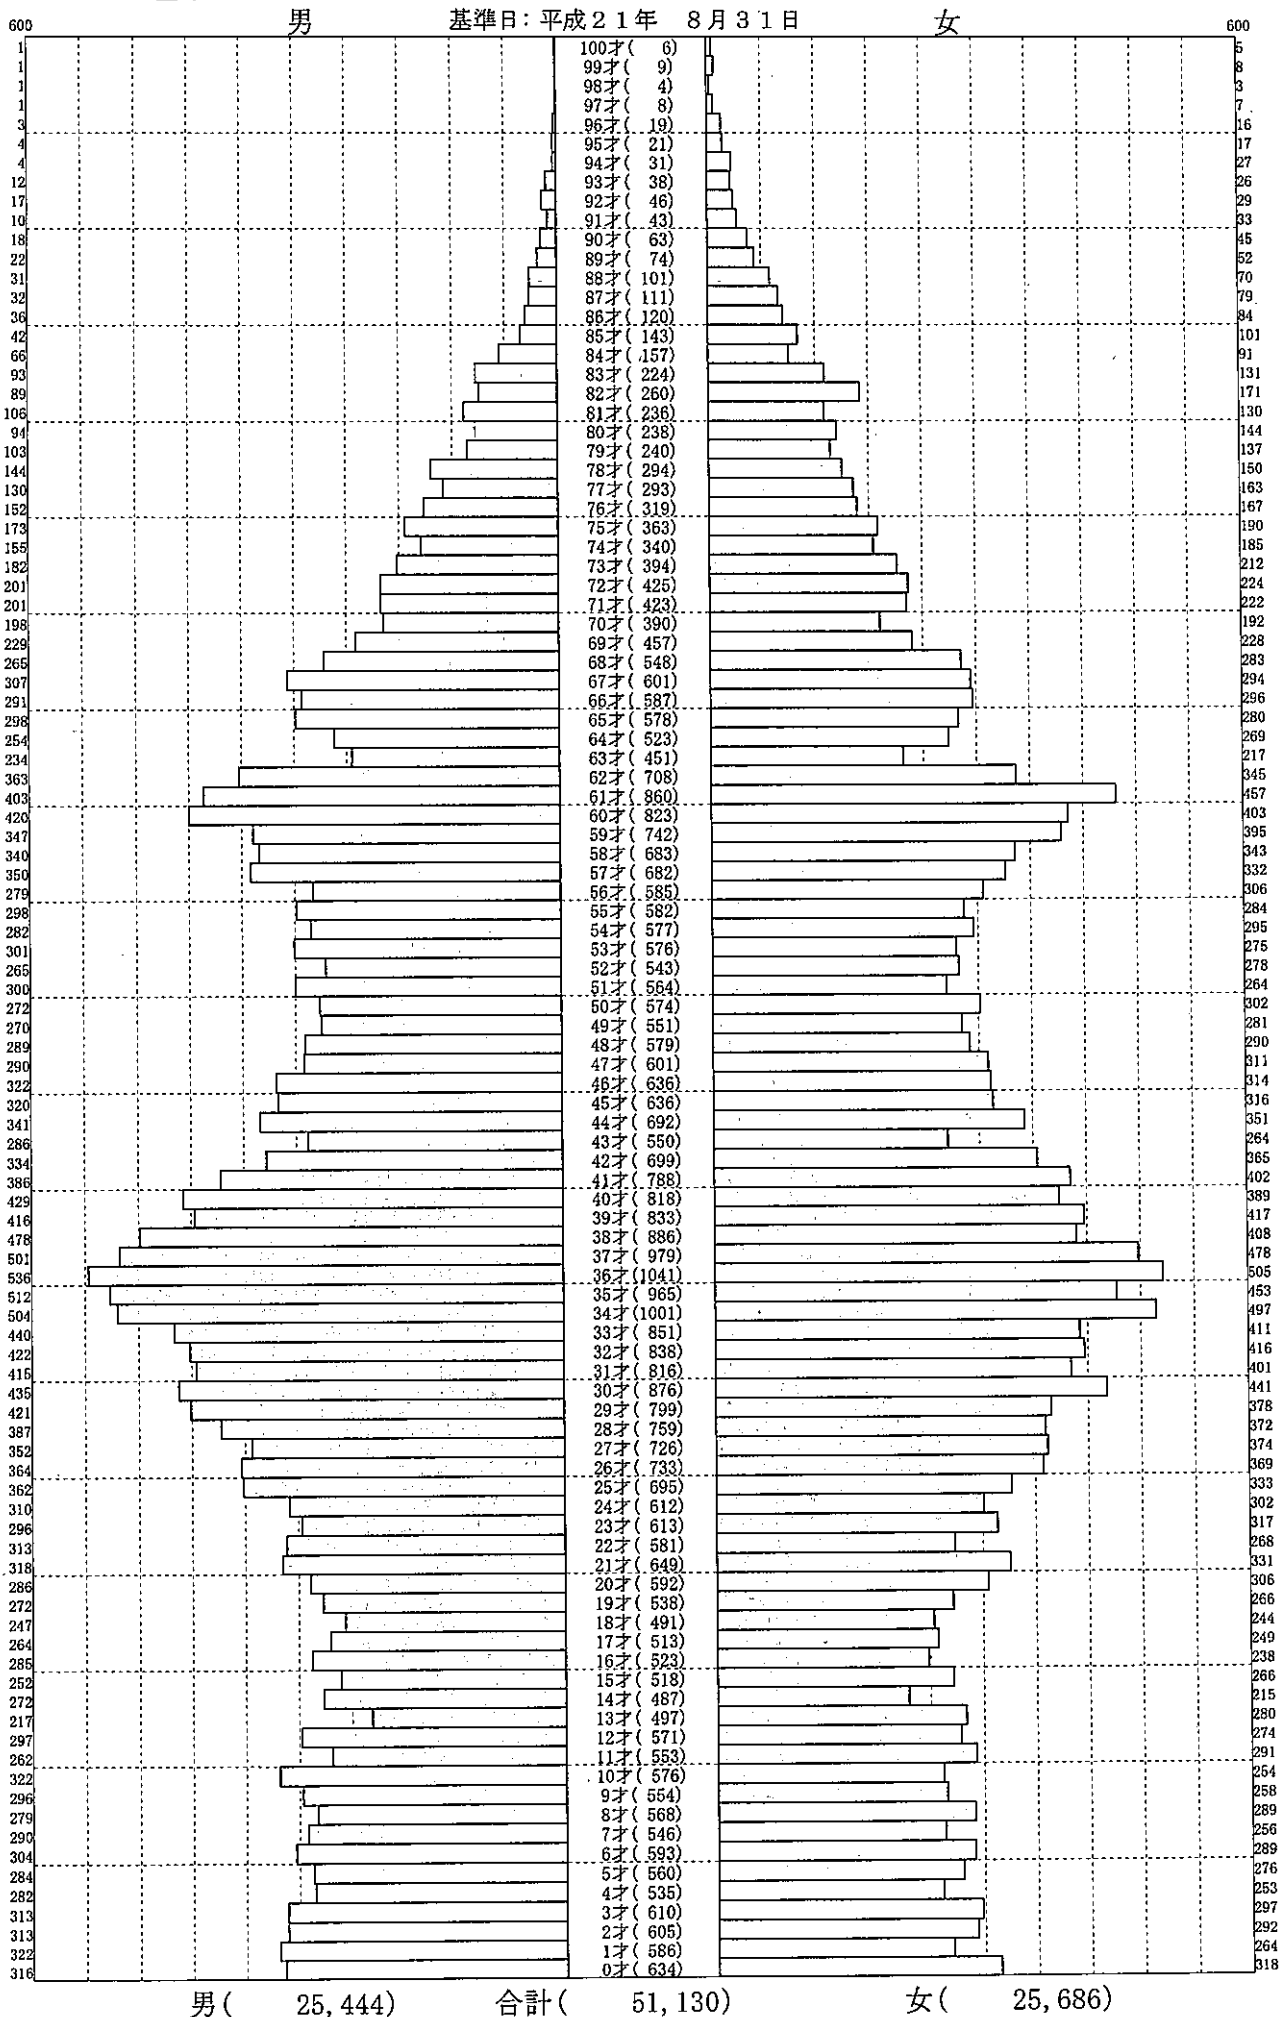 男 基準日：平成２１年　８月３１日 女
600 600
1 100才( 6) 5
1 99才( 9) 8
1 98才( 4) 3
1 97才( 8) 7
3 96才( 19) 16
4 95才( 21) 17
4 94才( 31) 27
12 93才( 38) 26
17 92才( 46) 29
10 91才( 43) 33
18 90才( 63) 45
22 89才( 74) 52
31 88才( 101) 70
32 87才( 111) 79
36 86才( 120) 84
42 85才( 143) 101
66 84才( 157) 91
93 83才( 224) 131
89 82才( 260) 171
106 81才( 236) 130
94 80才( 238) 144
103 79才( 240) 137
144 78才( 294) 150
130 77才( 293) 163
152 76才( 319) 167
173 75才( 363) 190
155 74才( 340) 185
182 73才( 394) 212
201 72才( 425) 224
201 71才( 423) 222
198 70才( 390) 192
229 69才( 457) 228
265 68才( 548) 283
307 67才( 601) 294
291 66才( 587) 296
298 65才( 578) 280
254 64才( 523) 269
234 63才( 451) 217
363 62才( 708) 345
403 61才( 860) 457
420 60才( 823) 403
347 59才( 742) 395
340 58才( 683) 343
350 57才( 682) 332
279 56才( 585) 306
298 55才( 582) 284
282 54才( 577) 295
301 53才( 576) 275
265 52才( 543) 278
300 51才( 564) 264
272 50才( 574) 302
270 49才( 551) 281
289 48才( 579) 290
290 47才( 601) 311
322 46才( 636) 314
320 45才( 636) 316
341 44才( 692) 351
286 43才( 550) 264
334 42才( 699) 365
386 41才( 788) 402
429 40才( 818) 389
416 39才( 833) 417
478 38才( 886) 408
501 37才( 979) 478
536 36才(1041) 505
512 35才( 965) 453
504 34才(1001) 497
440 33才( 851) 411
422 32才( 838) 416
415 31才( 816) 401
435 30才( 876) 441
421 29才( 799) 378
387 28才( 759) 372
352 27才( 726) 374
364 26才( 733) 369
362 25才( 695) 333
310 24才( 612) 302
296 23才( 613) 317
313 22才( 581) 268
318 21才( 649) 331
286 20才( 592) 306
272 19才( 538) 266
247 18才( 491) 244
264 17才( 513) 249
285 16才( 523) 238
252 15才( 518) 266
272 14才( 487) 215
217 13才( 497) 280
297 12才( 571) 274
262 11才( 553) 291
322 10才( 576) 254
296 9才( 554) 258
279 8才( 568) 289
290 7才( 546) 256
304 6才( 593) 289
284 5才( 560) 276
282 4才( 535) 253
313 3才( 610) 297
313 2才( 605) 292
322 1才( 586) 264
316 0才( 634) 318
男( 25,444) 合計( 51,130) 女( 25,686)